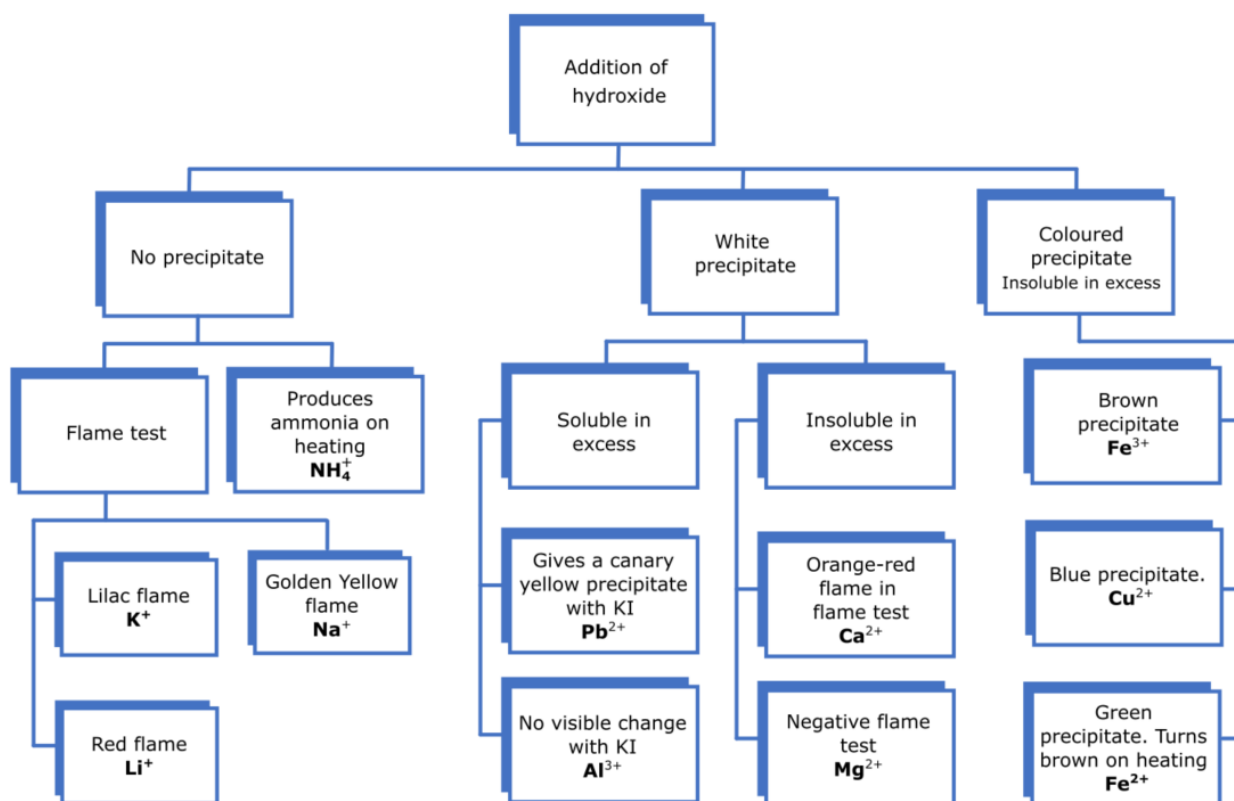 Addition of
hydroxide
No precipitate
White
precipitate
Coloured
precipitate
Insoluble in excess
Flame test
Produces
ammonia on
heating
NH₄⁺
Soluble in
excess
Insoluble in
excess
Brown
precipitate
Fe³⁺
Lilac flame
K⁺
Golden Yellow
flame
Na⁺
Gives a canary
yellow precipitate
with KI
Pb²⁺
Orange-red
flame in
flame test
Ca²⁺
Blue precipitate.
Cu²⁺
Red flame
Li⁺
No visible change
with KI
Al³⁺
Negative flame
test
Mg²⁺
Green
precipitate. Turns
brown on heating
Fe²⁺